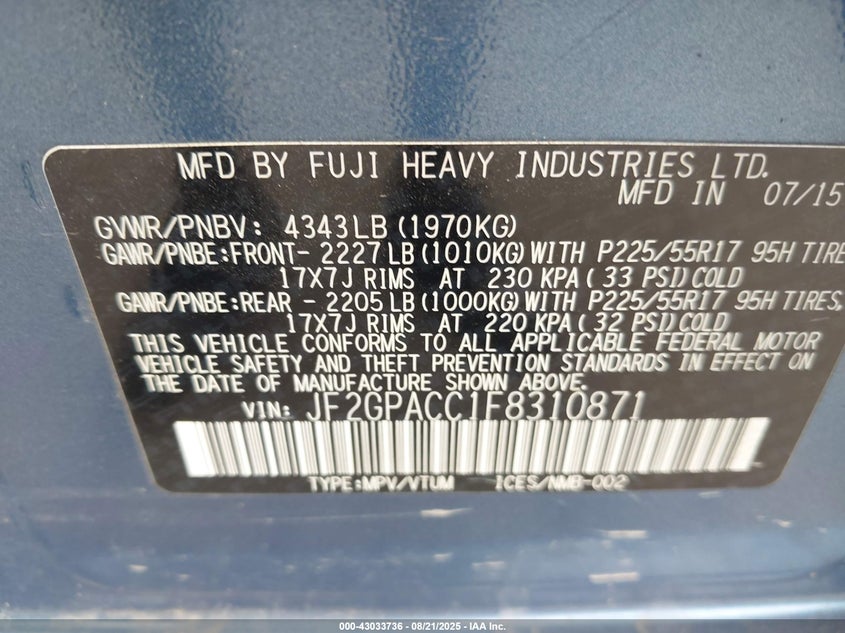 MFD BY FUJI HEAVY INDUSTRIES LTD.
MFD IN 07/15
GVWR/PNBV: 4343LB(1970KG)
GAWR/PNBE:FRONT- 2227LB(1010KG)WITH P225/55R17 95H TIRE
17X7J RIMS AT 230 KPA( 33 PSI)COLD
GAWR/PNBE:REAR - 2205LB(1000KG)WITH P225/55R17 95H TIRES,
17X7J RIMS AT 220 KPA( 32 PSI)COLD
THIS VEHICLE CONFORMS TO ALL APPLICABLE FEDERAL MOTOR
VEHICLE SAFETY AND THEFT PREVENTION STANDARDS IN EFFECT ON
THE DATE OF MANUFACTURE SHOWN ABOVE.
VIN: JF2GPACC1F8310871
TYPE:MPV/VTUM ICES/NMB-002
000-43033736 - 08/21/2025 - IAA Inc.